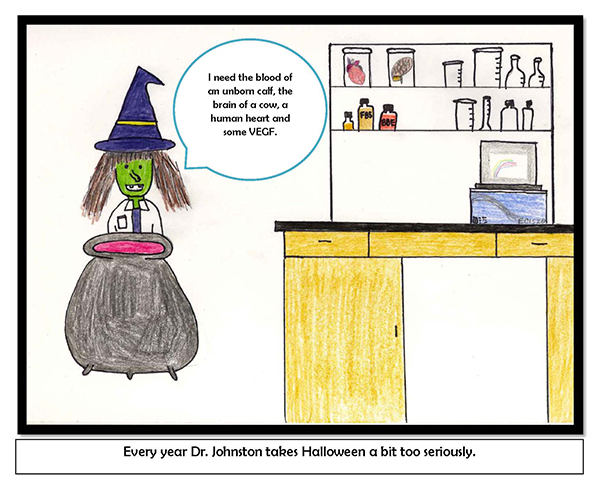 I need the blood of
an unborn calf, the
brain of a cow, a
human heart and
some VEGF.
FBS
BBE
Every year Dr. Johnston takes Halloween a bit too seriously.